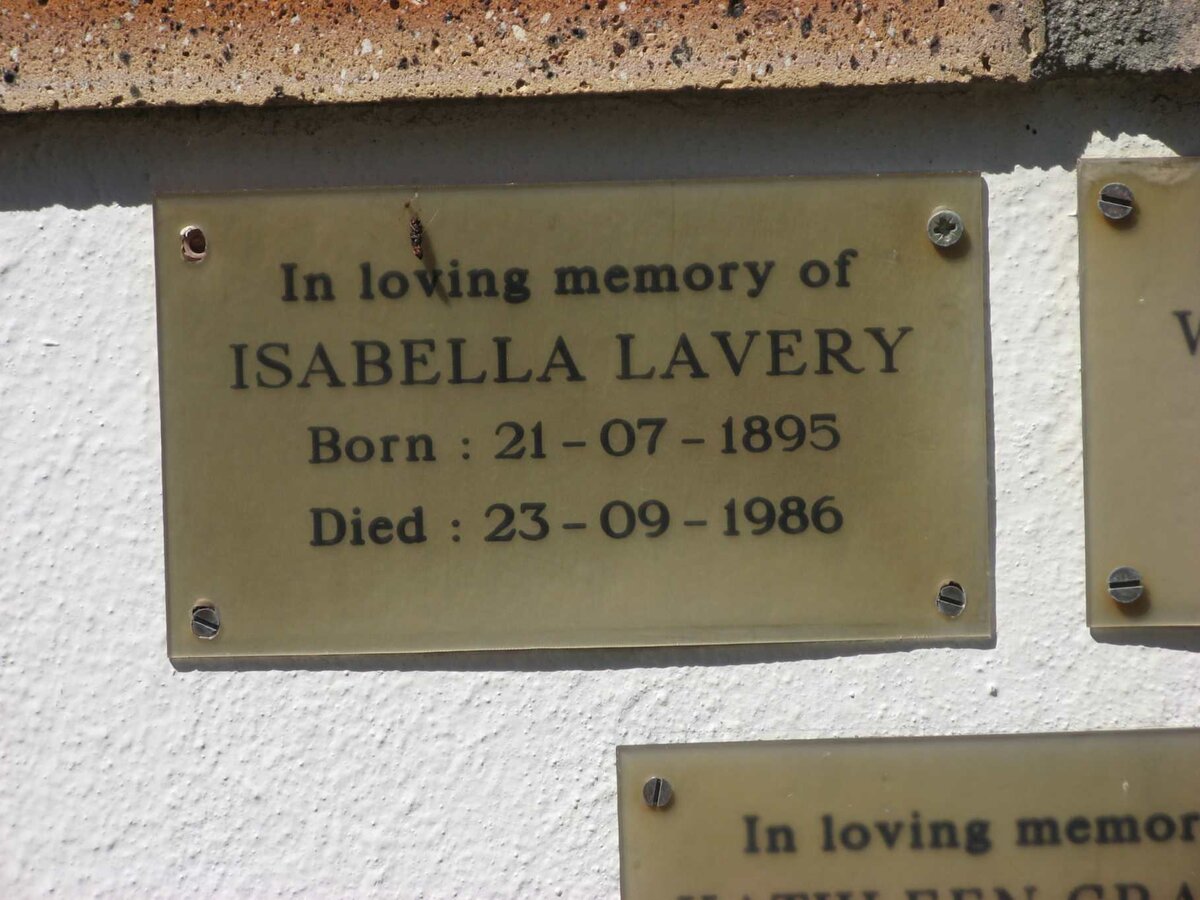 In loving memory of
ISABELLA LAVERY
Born : 21 - 07 - 1895
Died : 23 - 09 - 1986
In loving memor